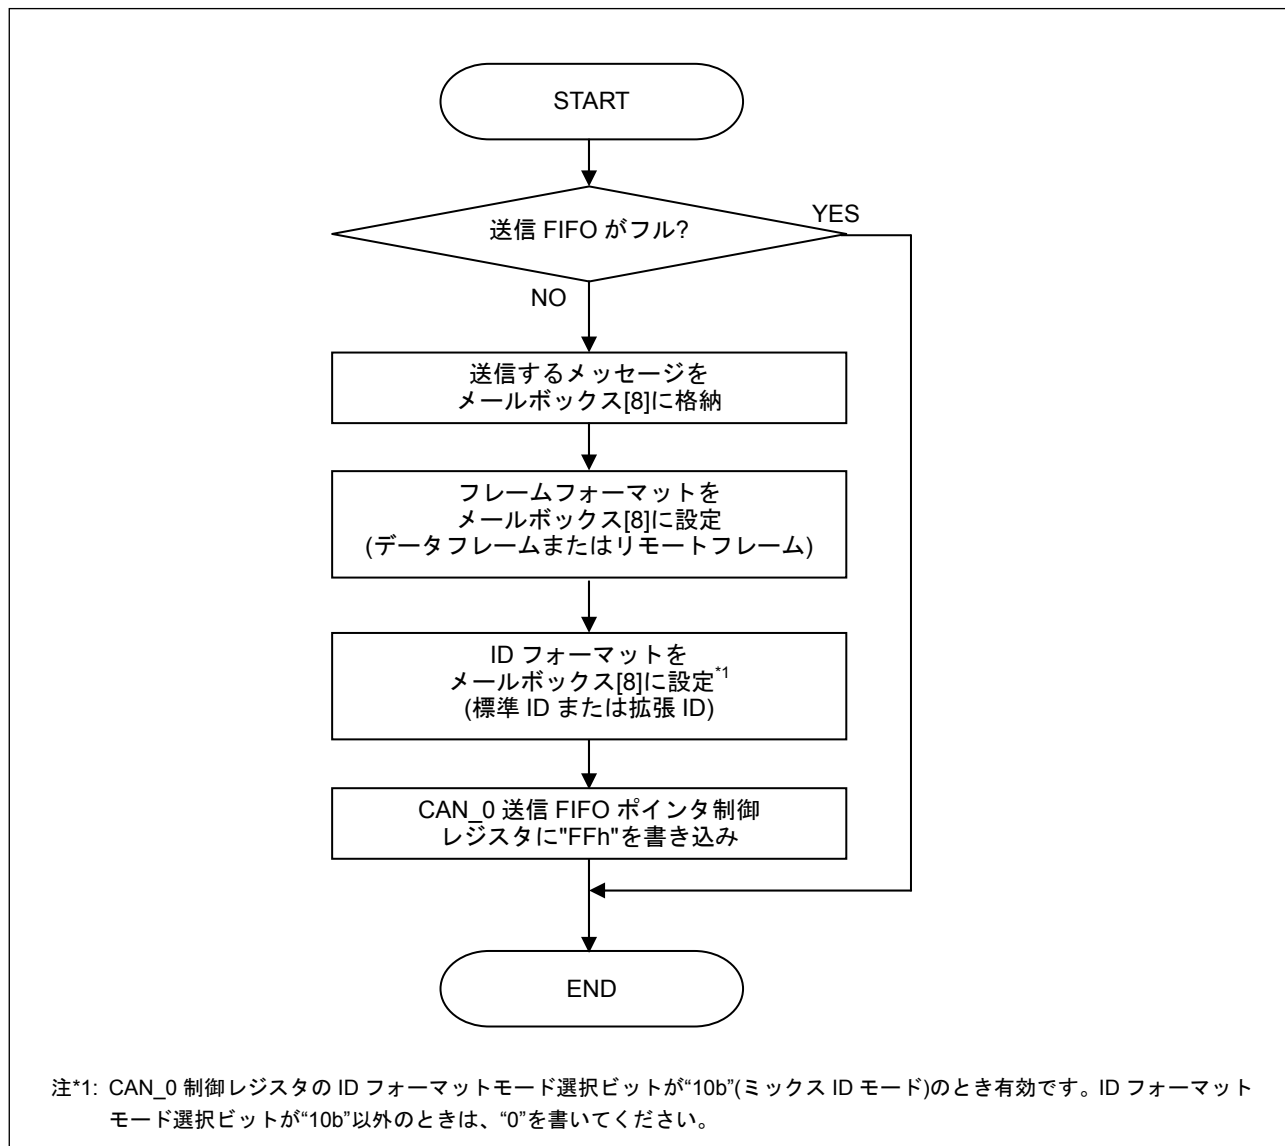 START
送信 FIFO がフル?
YES
NO
送信するメッセージを
メールボックス[8]に格納
フレームフォーマットを
メールボックス[8]に設定
(データフレームまたはリモートフレーム)
ID フォーマットを
メールボックス[8]に設定*1
(標準 ID または拡張 ID)
CAN_0 送信 FIFO ポインタ制御
レジスタに"FFh"を書き込み
END
注*1: CAN_0 制御レジスタの ID フォーマットモード選択ビットが“10b”(ミックス ID モード)のとき有効です。ID フォーマット
モード選択ビットが“10b”以外のときは、“0”を書いてください。